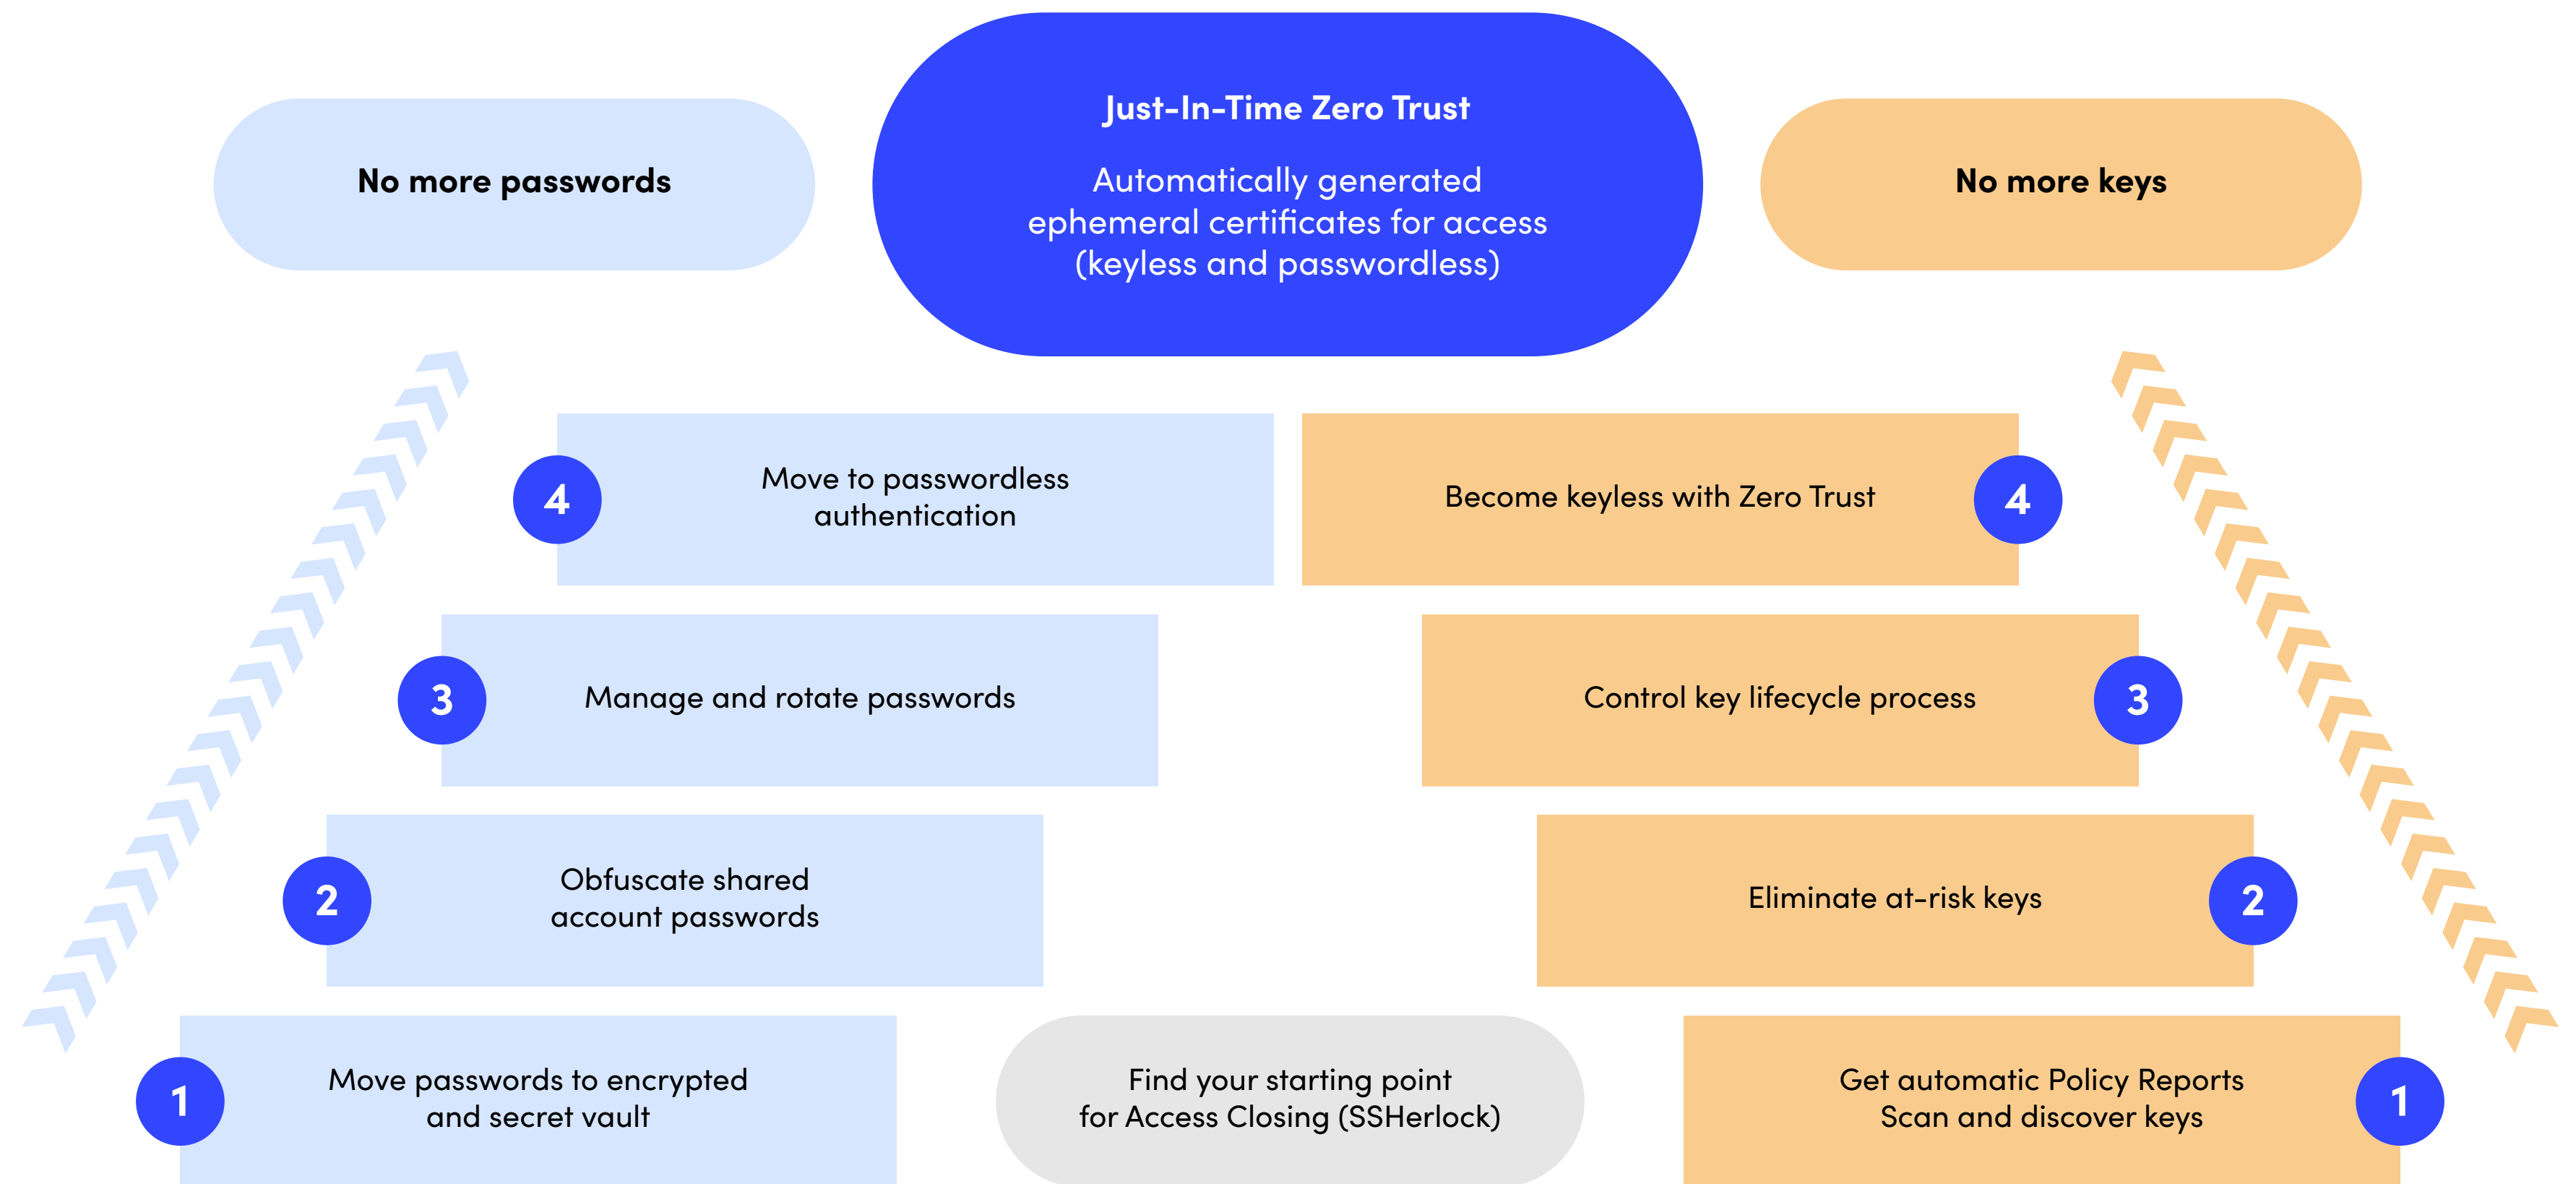 No more passwords
Just-In-Time Zero Trust
Automatically generated
ephemeral certificates for access
(keyless and passwordless)
No more keys
4
Move to passwordless
authentication
Become keyless with Zero Trust
4
3
Manage and rotate passwords
Control key lifecycle process
3
2
Obfuscate shared
account passwords
Eliminate at-risk keys
2
1
Move passwords to encrypted
and secret vault
Find your starting point
for Access Closing (SSHerlock)
Get automatic Policy Reports
Scan and discover keys
1